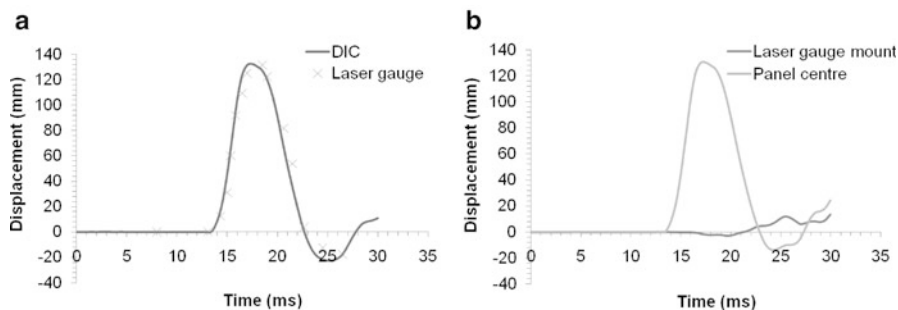 a
DIC
Laser gauge
Displacement (mm)
140
120
100
80
60
40
20
0
-20
-40
0 5 10 15 20 25 30 35
Time (ms)
b
Laser gauge mount
Panel centre
Displacement (mm)
140
120
100
80
60
40
20
0
-20
-40
0 5 10 15 20 25 30 35
Time (ms)